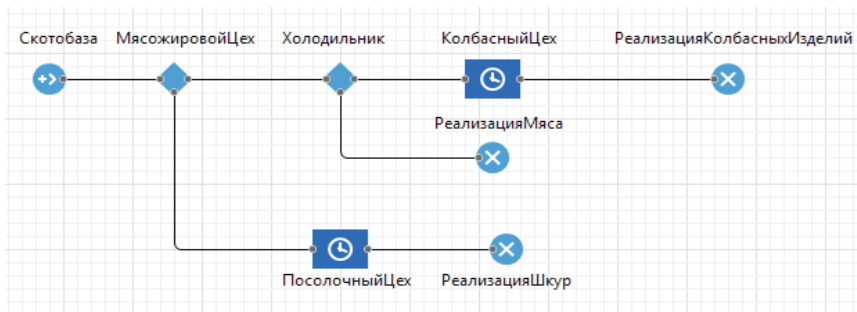 Скотобаза МясожировойЦех Холодильник КолбасныйЦех РеализацияКолбасныхИзделий
РеализацияМяса
ПосолочныйЦех РеализацияШкур